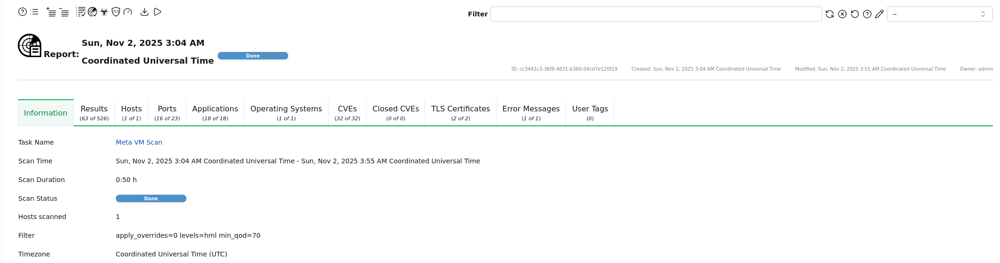 TLS
Filter
--
Report:
Sun, Nov 2, 2025 3:04 AM
Coordinated Universal Time
Done
ID: cc3441c3-36f9-4831-b380-04cd7e120f19 Created: Sun, Nov 2, 2025 3:04 AM Coordinated Universal Time Modified: Sun, Nov 2, 2025 3:55 AM Coordinated Universal Time Owner: admin
Information
Results
(63 of 526)
Hosts
(1 of 1)
Ports
(16 of 23)
Applications
(18 of 18)
Operating Systems
(1 of 1)
CVEs
(32 of 32)
Closed CVEs
(0 of 0)
TLS Certificates
(2 of 2)
Error Messages
(1 of 1)
User Tags
(0)
Task Name Meta VM Scan
Scan Time Sun, Nov 2, 2025 3:04 AM Coordinated Universal Time - Sun, Nov 2, 2025 3:55 AM Coordinated Universal Time
Scan Duration 0:50 h
Scan Status Done
Hosts scanned 1
Filter apply_overrides=0 levels=hml min_qod=70
Timezone Coordinated Universal Time (UTC)